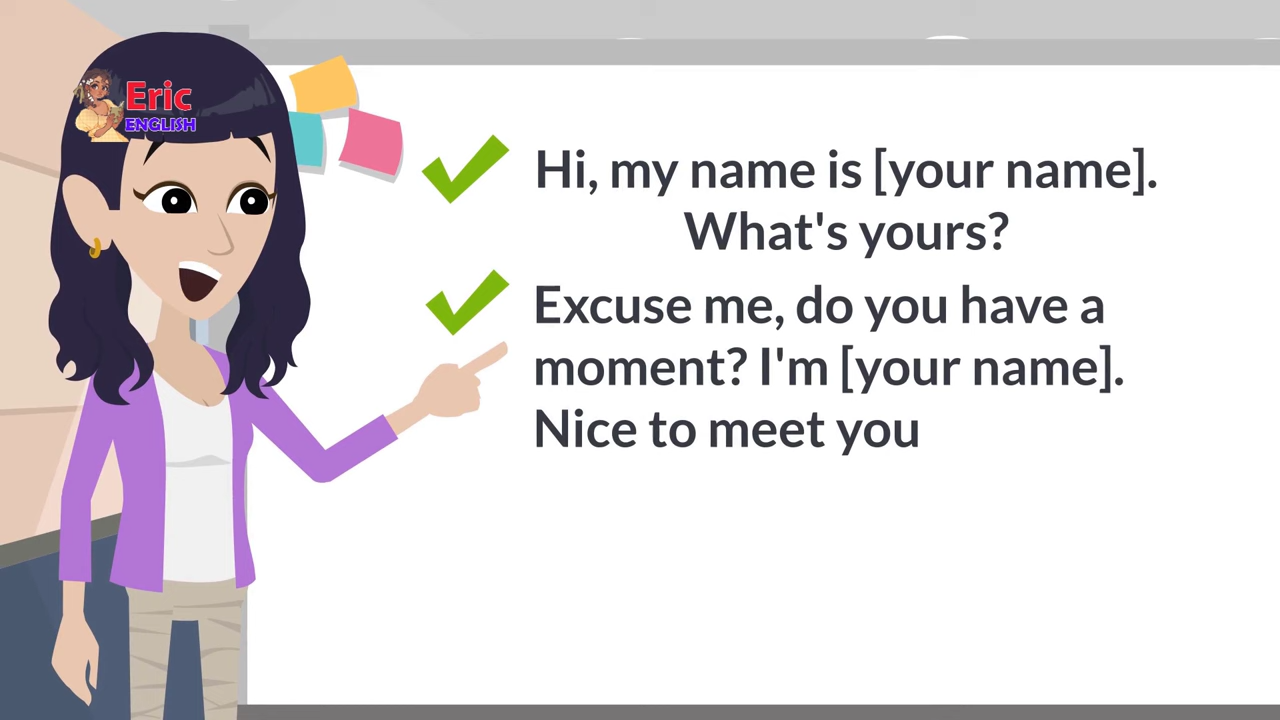 Eric
ENGLISH
Hi, my name is [your name].
What's yours?
Excuse me, do you have a
moment? I'm [your name].
Nice to meet you